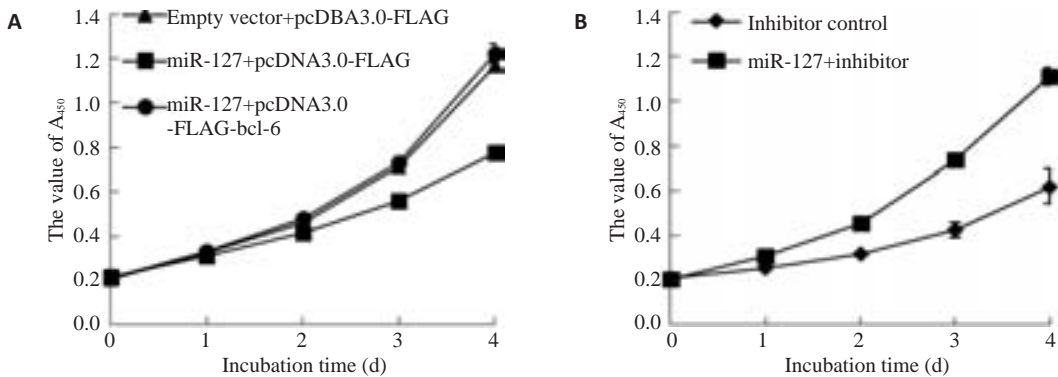 A
Empty vector+pcDBA3.0-FLAG
miR-127+pcDNA3.0-FLAG
miR-127+pcDNA3.0
-FLAG-bcl-6
The value of A450
1.4
1.2
1.0
0.8
0.6
0.4
0.2
0.0
0 1 2 3 4
Incubation time (d)
B
Inhibitor control
miR-127+inhibitor
The value of A450
1.4
1.2
1.0
0.8
0.6
0.4
0.2
0.0
0 1 2 3 4
Incubation time (d)